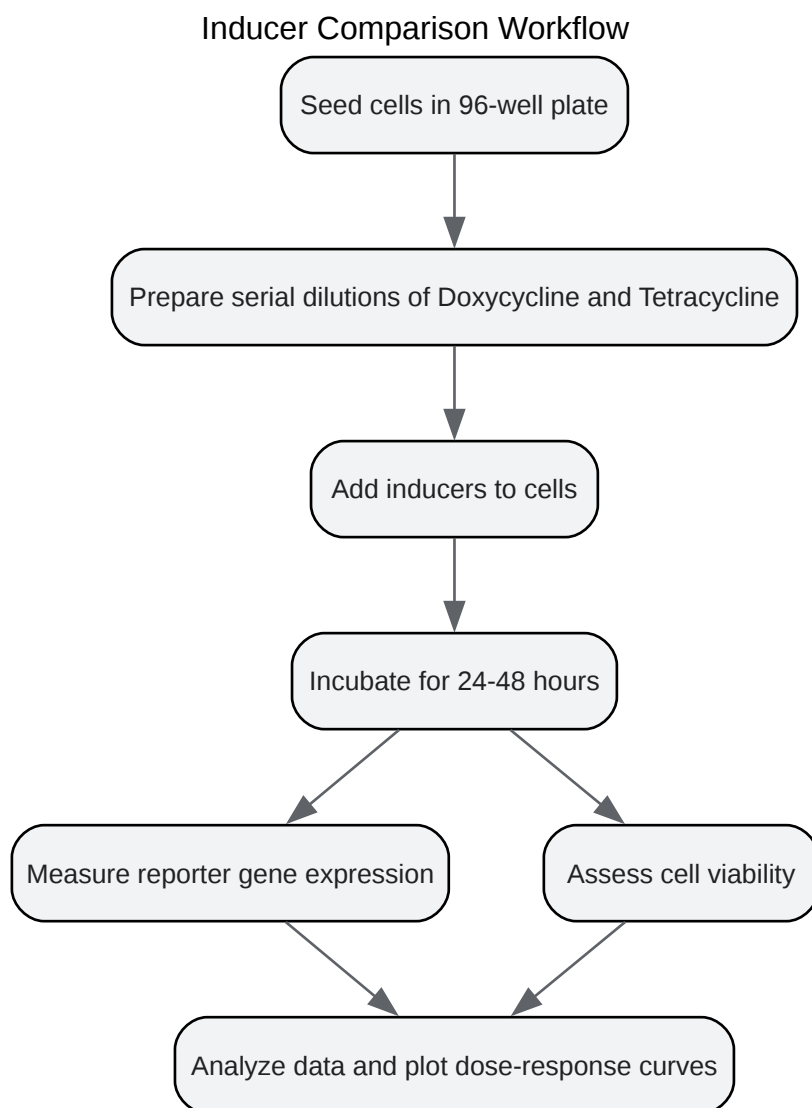 Inducer Comparison Workflow
Seed cells in 96-well plate
Prepare serial dilutions of Doxycycline and Tetracycline
Add inducers to cells
Incubate for 24-48 hours
Measure reporter gene expression
Assess cell viability
Analyze data and plot dose-response curves